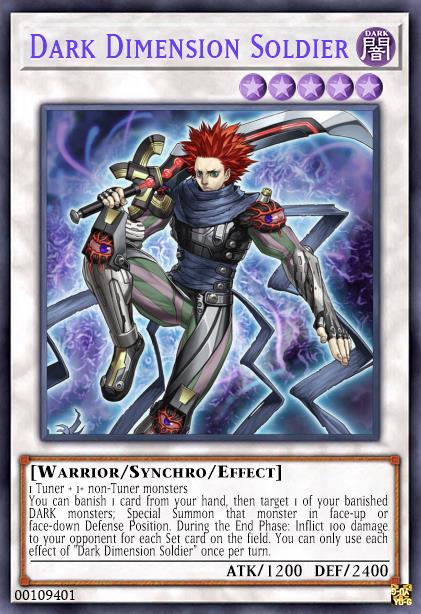 DARK DIMENSION SOLDIER
DARK
闇
[WARRIOR/SYNCHRO/EFFECT]
1 Tuner + 1+ non-Tuner monsters
You can banish 1 card from your hand, then target 1 of your banished
DARK monsters; Special Summon that monster in face-up or
face-down Defense Position. During the End Phase: Inflict 100 damage
to your opponent for each Set card on the field. You can only use each
effect of "Dark Dimension Soldier" once per turn.
ATK/1200 DEF/2400
00109401